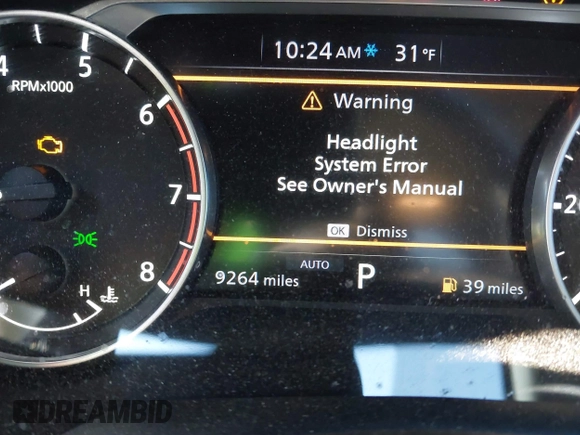 10:24 AM 31°F
4 5 6 7 8
RPMx1000
Warning
Headlight
System Error
See Owner's Manual
OK Dismiss
AUTO
9264 miles P 39 miles
H
20
DREAMBID